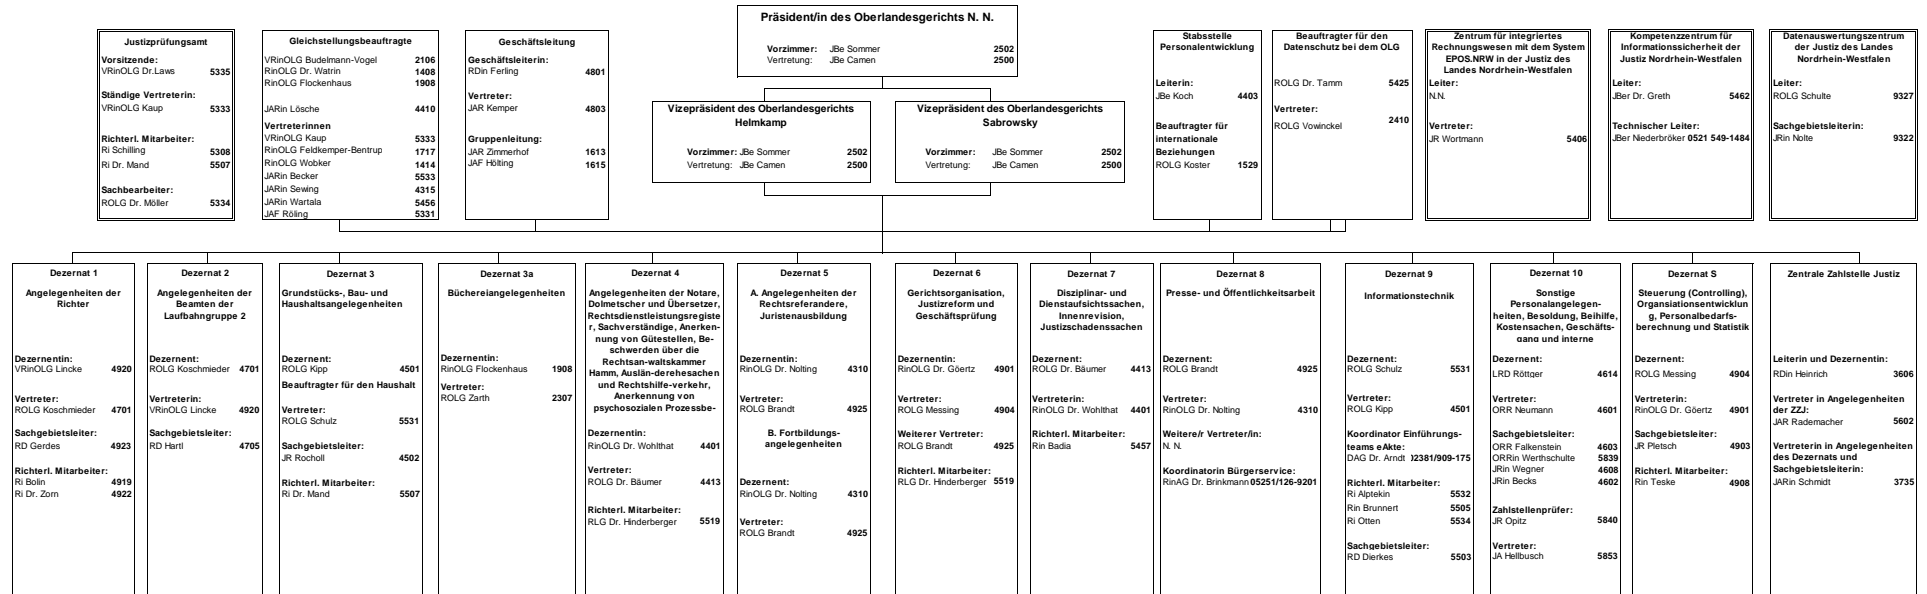 Präsident/in des Oberlandesgerichts N. N.
Vorzimmer: JBe Sommer 2502
Vertretung: JBe Camen 2500
Justizprüfungsamt
Vorsitzende:
VRinOLG Dr.Laws 5335
Ständige Vertreterin:
VRinOLG Kaup 5333
Richterl. Mitarbeiter:
Ri Schilling 5308
Ri Dr. Mand 5507
Sachbearbeiter:
ROLG Dr. Möller 5334
Gleichstellungsbeauftragte
VRinOLG Budelmann-Vogel 2106
RinOLG Dr. Watrin 1408
RinOLG Flockenhaus 1908
JARin Lösche 4410
Vertreterinnen
VRinOLG Kaup 5333
RinOLG Feldkemper-Bentrup 1717
RinOLG Wobker 1414
JARin Becker 5533
JARin Sewing 4315
JARin Wartala 5456
JAF Röling 5331
Geschäftsleitung
Geschäftsleiterin:
RDin Ferling 4801
Vertreter:
JAR Kemper 4803
Gruppenleitung:
JAR Zimmerhof 1613
JAF Hölting 1615
Vizepräsident des Oberlandesgerichts
Helmkamp
Vorzimmer: JBe Sommer 2502
Vertretung: JBe Camen 2500
Vizepräsident des Oberlandesgerichts
Sabrowsky
Vorzimmer: JBe Sommer 2502
Vertretung: JBe Camen 2500
Stabsstelle
Personalentwicklung
Leiterin:
JBe Koch 4403
Beauftragter für
internationale
Beziehungen
ROLG Koster 1529
Beauftragter für den
Datenschutz bei dem OLG
ROLG Dr. Tamm 5425
Vertreter:
ROLG Vowinckel 2410
Zentrum für integriertes
Rechnungswesen mit dem System
EPOS.NRW in der Justiz des
Landes Nordrhein-Westfalen
Leiter:
N.N.
Vertreter:
JR Wortmann 5406
Kompetenzzentrum für
Informationssicherheit der
Justiz Nordrhein-Westfalen
Leiter:
JBer Dr. Greth 5462
Technischer Leiter:
JBer Niederbröker 0521 549-1484
Datenauswertungszentrum
der Justiz des Landes
Nordrhein-Westfalen
Leiter:
ROLG Schulte 9327
Sachgebietsleiterin:
JRin Nolte 9322
Dezernat 1
Angelegenheiten der
Richter
Dezernentin:
VRinOLG Lincke 4920
Vertreter:
ROLG Koschmieder 4701
Sachgebietsleiter:
RD Gerdes 4923
Richterl. Mitarbeiter:
Ri Bolin 4919
Ri Dr. Zorn 4922
Dezernat 2
Angelegenheiten der
Beamten der
Laufbahngruppe 2
Dezernent:
ROLG Koschmieder 4701
Vertreterin:
VRinOLG Lincke 4920
Sachgebietsleiter:
RD Hartl 4705
Dezernat 3
Grundstücks-, Bau- und
Haushaltsangelegenheiten
Dezernent:
ROLG Kipp 4501
Beauftragter für den Haushalt
Vertreter:
ROLG Schulz 5531
Sachgebietsleiter:
JR Rocholl 4502
Richterl. Mitarbeiter:
Ri Dr. Mand 5507
Dezernat 3a
Büchereiangelegenheiten
Dezernentin:
RinOLG Flockenhaus 1908
Vertreter:
ROLG Zarth 2307
Dezernat 4
Angelegenheiten der Notare,
Dolmetscher und Übersetzer,
Rechtsdienstleistungsregiste
r, Sachverständige, Anerken-
nung von Gütestellen, Be-
schwerden über die
Rechtsan-waltskammer
Hamm, Auslän-derehesachen
und Rechtshilfe-verkehr,
Anerkennung von
psychosozialen Prozessbe-
Dezernentin:
RinOLG Dr. Wohlthat 4401
Vertreter:
ROLG Dr. Bäumer 4413
Richterl. Mitarbeiter:
RLG Dr. Hinderberger 5519
Dezernat 5
A. Angelegenheiten der
Rechtsreferandere,
Juristenausbildung
Dezernentin:
RinOLG Dr. Nolting 4310
Vertreter:
ROLG Brandt 4925
B. Fortbildungs-
angelegenheiten
Dezernent:
RinOLG Dr. Nolting 4310
Vertreter:
ROLG Brandt 4925
Dezernat 6
Gerichtsorganisation,
Justizreform und
Geschäftsprüfung
Dezernentin:
RinOLG Dr. Göertz 4901
Vertreter:
ROLG Messing 4904
Weiterer Vertreter:
ROLG Brandt 4925
Richterl. Mitarbeiter:
RLG Dr. Hinderberger 5519
Dezernat 7
Disziplinar- und
Dienstaufsichtssachen,
Innenrevision,
Justizschadenssachen
Dezernent:
ROLG Dr. Bäumer 4413
Vertreterin:
RinOLG Dr. Wohlthat 4401
Richterl. Mitarbeiter:
Rin Badia 5457
Dezernat 8
Presse- und Öffentlichkeitsarbeit
Dezernent:
ROLG Brandt 4925
Vertreter:
RinOLG Dr. Nolting 4310
Weitere/r Vertreter/in:
N. N.
Koordinatorin Bürgerservice:
RinAG Dr. Brinkmann 05251/126-9201
Dezernat 9
Informationstechnik
Dezernent:
ROLG Schulz 5531
Vertreter:
ROLG Kipp 4501
Koordinator Einführungs-
teams eAkte:
DAG Dr. Arndt 02381/909-175
Richterl. Mitarbeiter:
Ri Alptekin 5532
Rin Brunnert 5505
Ri Otten 5534
Sachgebietsleiter:
RD Dierkes 5503
Dezernat 10
Sonstige
Personalangelegen-
heiten, Besoldung, Beihilfe,
Kostensachen, Geschäfts-
gang und interne
Dezernent:
LRD Röttger 4614
Vertreter:
ORR Neumann 4601
Sachgebietsleiter:
ORR Falkenstein 4603
ORRin Werthschulte 5839
JRin Wegner 4608
JRin Becks 4602
Zahlstellenprüfer:
JR Opitz 5840
Vertreter:
JA Hellbusch 5853
Dezernat S
Steuerung (Controlling),
Organsiationsentwicklun
g, Personalbedarfs-
berechnung und Statistik
Dezernent:
ROLG Messing 4904
Vertreterin:
RinOLG Dr. Göertz 4901
Sachgebietsleiter:
JR Pletsch 4903
Richterl. Mitarbeiter:
Rin Teske 4908
Zentrale Zahlstelle Justiz
Leiterin und Dezernentin:
RDin Heinrich 3606
Vertreter in Angelegenheiten
der ZZJ:
JAR Rademacher 5602
Vertreterin in Angelegenheiten
des Dezernats und
Sachgebietsleiterin:
JARin Schmidt 3735